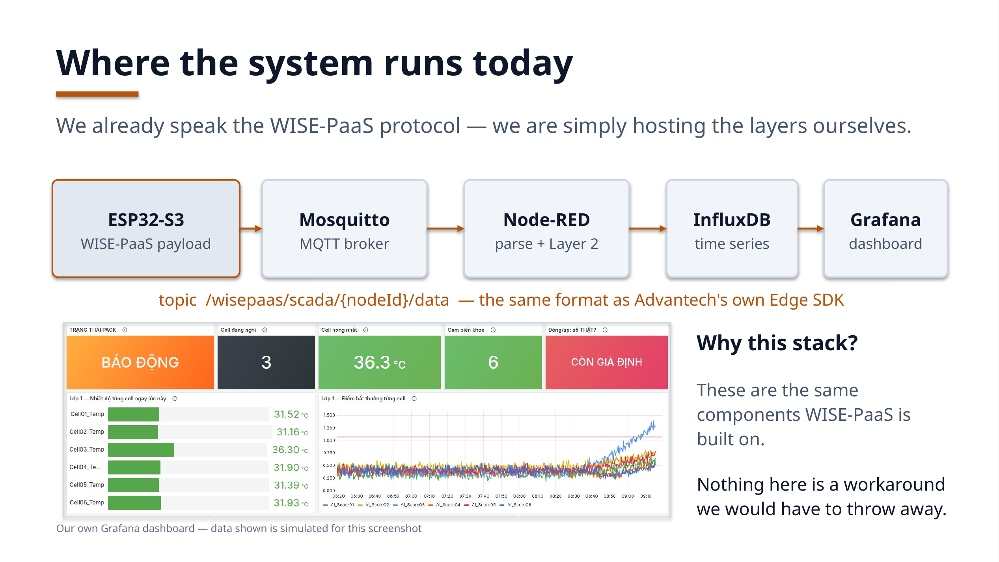 Where the system runs today
We already speak the WISE-PaaS protocol — we are simply hosting the layers ourselves.
ESP32-S3
WISE-PaaS payload
Mosquitto
MQTT broker
Node-RED
parse + Layer 2
InfluxDB
time series
Grafana
dashboard
topic /wisepaas/scada/{nodeId}/data — the same format as Advantech's own Edge SDK
TRẠNG THÁI PACK
BÁO ĐỘNG
Cell đang nghi
3
Cell nóng nhất
36.3 °C
Cảm biến khoẻ
6
Dòng/áp: số THẬT?
CÒN GIẢ ĐỊNH
Lớp 1 — Nhiệt độ từng cell ngay lúc này
Cell01_Temp 31.52 °C
Cell02_Temp 31.16 °C
Cell03_Temp 36.30 °C
Cell04_Te... 31.90 °C
Cell05_Temp 31.39 °C
Cell06_Temp 31.93 °C
Lớp 1 — Điểm bất thường từng cell
1.500
1.250
1.000
0.750
0.500
0.250
0.000
06:20 06:30 06:40 06:50 07:00 07:10 07:20 07:30 07:40 07:50 08:00 08:10 08:20 08:30 08:40 08:50 09:00 09:10
AI_Score01 AI_Score02 AI_Score03 AI_Score04 AI_Score05 AI_Score06
Our own Grafana dashboard — data shown is simulated for this screenshot
Why this stack?
These are the same
components WISE-PaaS is
built on.
Nothing here is a workaround
we would have to throw away.